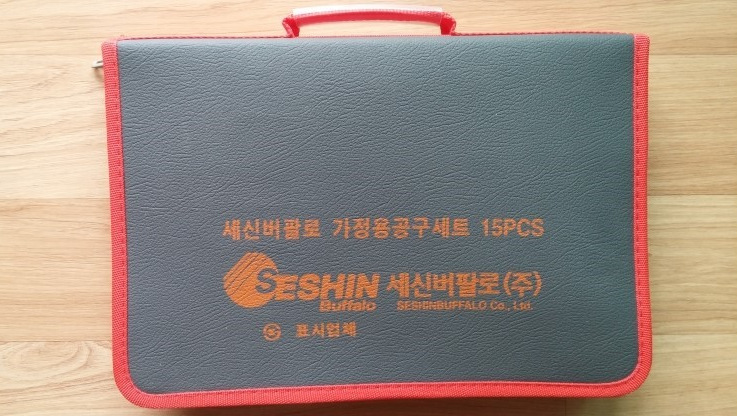 세신버팔로 가정용공구세트 15PCS
SESHIN 세신버팔로(주)
Buffalo SESHINBUFFALO Co., Ltd.
표시업체